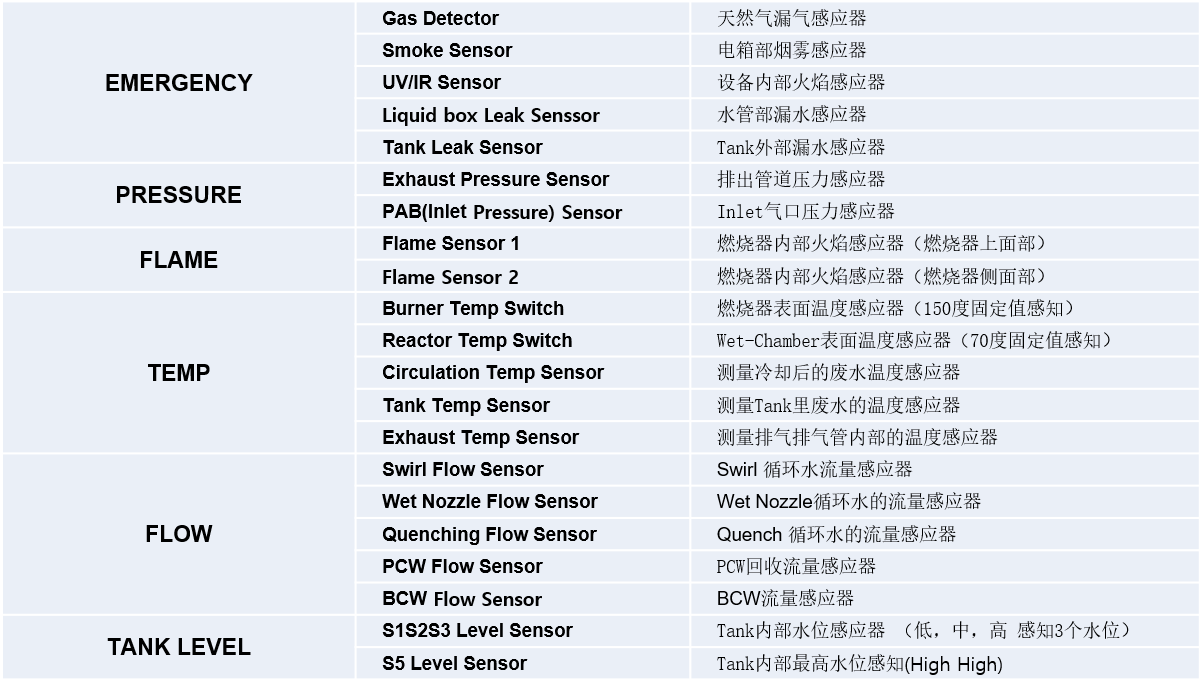 EMERGENCY
Gas Detector 天然气漏气感应器
Smoke Sensor 电箱部烟雾感应器
UV/IR Sensor 设备内部火焰感应器
Liquid box Leak Senssor 水管部漏水感应器
Tank Leak Sensor Tank外部漏水感应器
PRESSURE
Exhaust Pressure Sensor 排出管道压力感应器
PAB(Inlet Pressure) Sensor Inlet气口压力感应器
FLAME
Flame Sensor 1 燃烧器内部火焰感应器（燃烧器上面部）
Flame Sensor 2 燃烧器内部火焰感应器（燃烧器侧面部）
TEMP
Burner Temp Switch 燃烧器表面温度感应器（150度固定值感知）
Reactor Temp Switch Wet-Chamber表面温度感应器（70度固定值感知）
Circulation Temp Sensor 测量冷却后的废水温度感应器
Tank Temp Sensor 测量Tank里废水的温度感应器
Exhaust Temp Sensor 测量排气排气管内部的温度感应器
FLOW
Swirl Flow Sensor Swirl 循环水流量感应器
Wet Nozzle Flow Sensor Wet Nozzle循环水的流量感应器
Quenching Flow Sensor Quench 循环水的流量感应器
PCW Flow Sensor PCW回收流量感应器
BCW Flow Sensor BCW流量感应器
TANK LEVEL
S1S2S3 Level Sensor Tank内部水位感应器 （低，中，高 感知3个水位）
S5 Level Sensor Tank内部最高水位感知(High High)